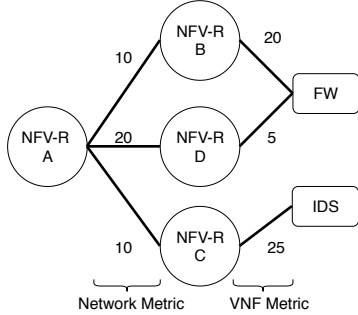 NFV-R
B
20
10
FW
NFV-R
A
20
NFV-R
D
5
IDS
10
NFV-R
C
25
Network Metric
VNF Metric